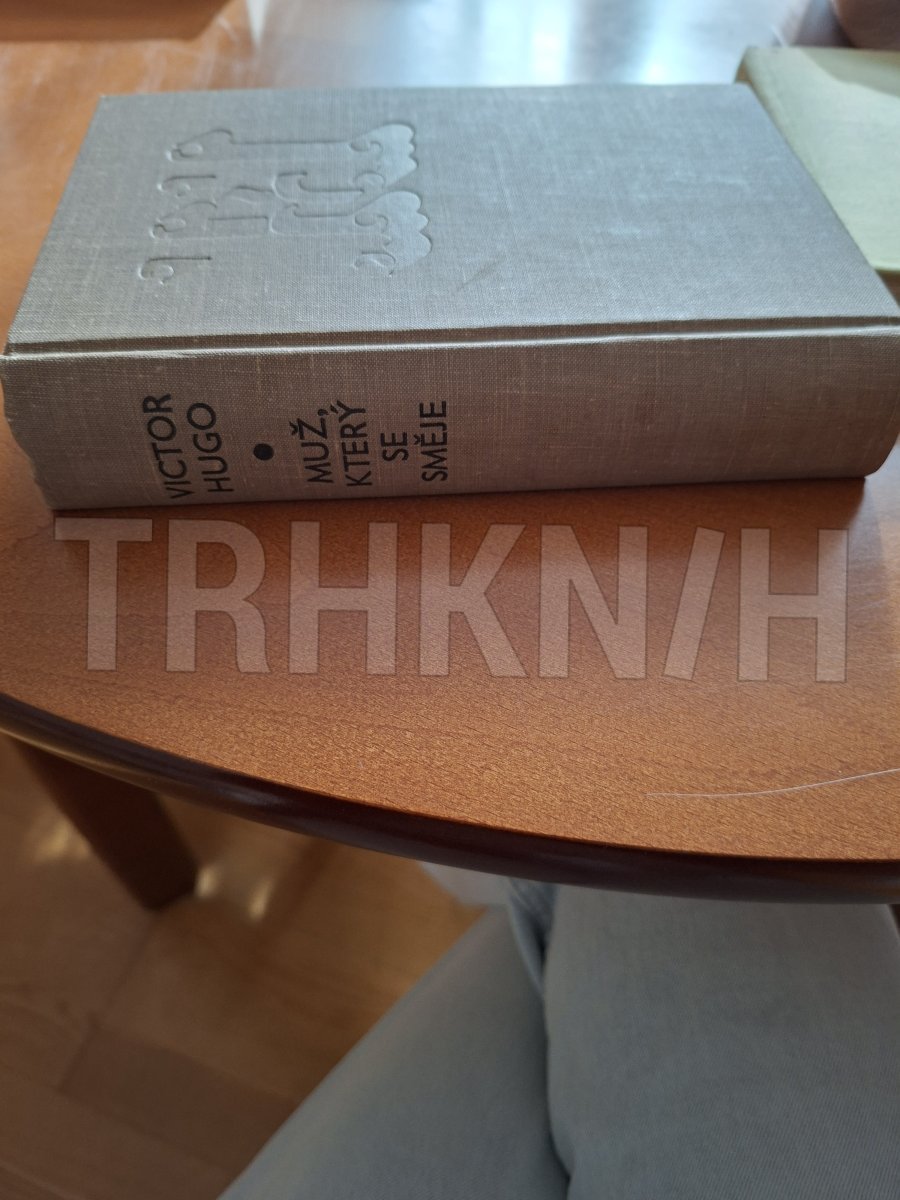 VICTOR
HUGO
MUŽ,
KTERÝ
SE
SMĚJE
TRHKN/H